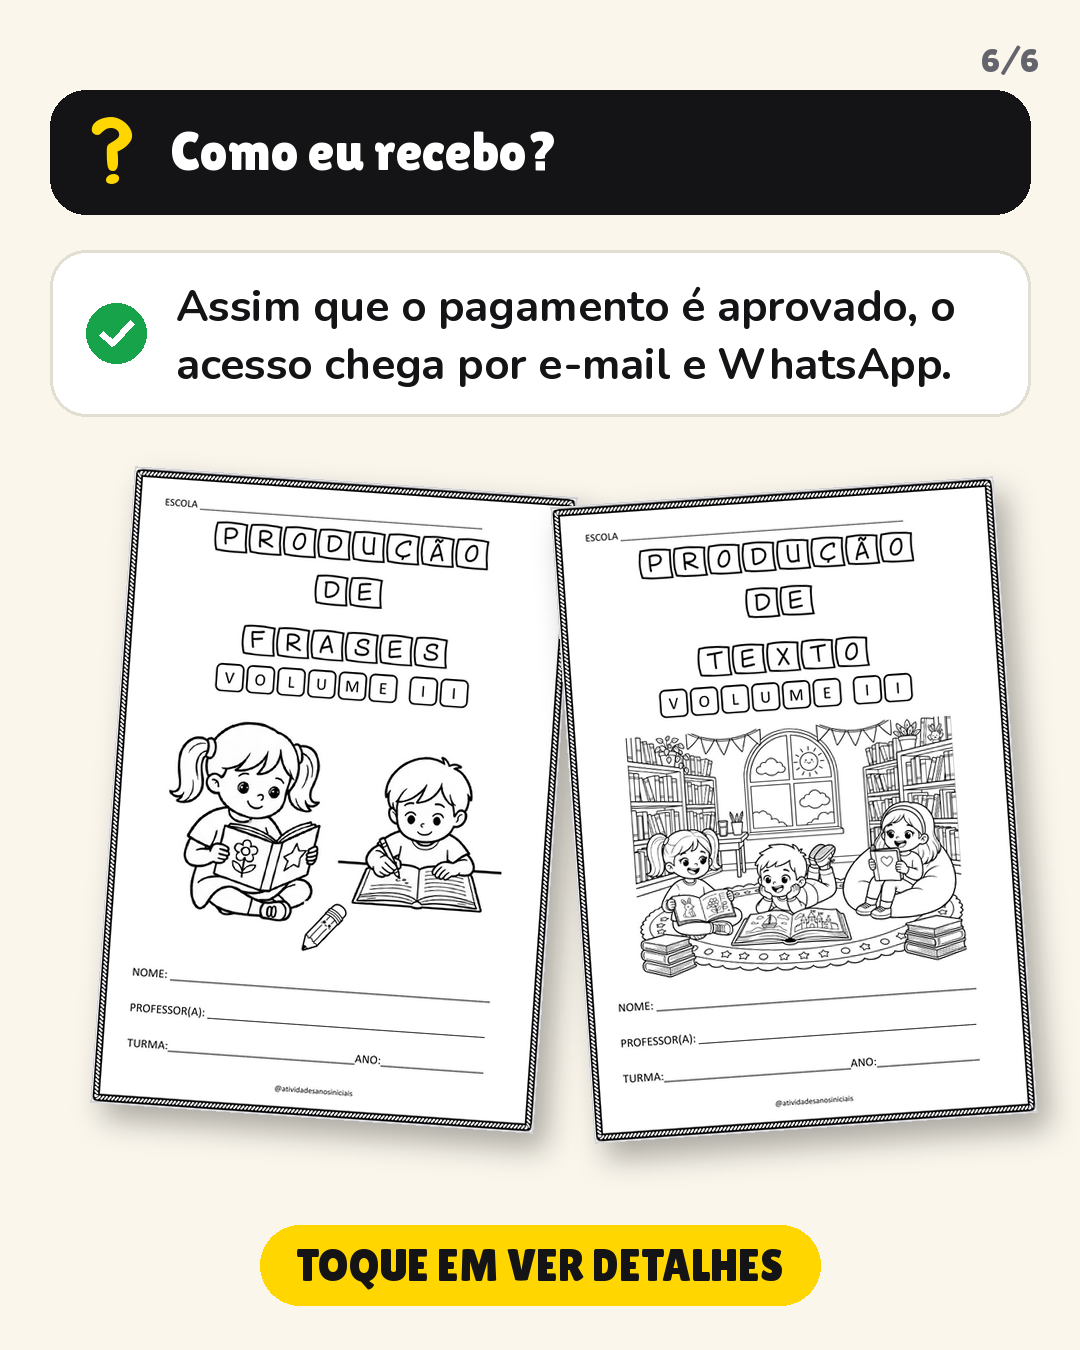 6/6
? Como eu recebo?
Assim que o pagamento é aprovado, o
acesso chega por e-mail e WhatsApp.
ESCOLA
PRODUÇÃO
DE
FRASES
VOLUME II
NOME:
PROFESSOR(A):
TURMA: ANO:
@atividadesanosiniciais
ESCOLA
PRODUÇÃO
DE
TEXTO
VOLUME II
NOME:
PROFESSOR(A):
TURMA: ANO:
@atividadesanosiniciais
TOQUE EM VER DETALHES